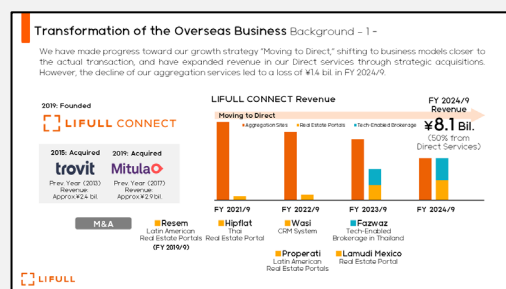 Transformation of the Overseas Business Background - 1 -
We have made progress toward our growth strategy "Moving to Direct," shifting to business models closer to
the actual transaction, and have expanded revenue in our Direct services through strategic acquisitions.
However, the decline of our aggregation services led to a loss of ¥1.4 bil. in FY 2024/9.
2019: Founded
LIFULL CONNECT
2015: Acquired
trovit
Prev. Year (2013)
Revenue:
Approx.¥2.4 bil.
2019: Acquired
Mitula
Prev. Year (2017)
Revenue:
Approx.¥2.9 bil.
LIFULL CONNECT Revenue
Moving to Direct
Aggregation Sites
Real Estate Portals
Tech-Enabled Brokerage
FY 2024/9
Revenue
¥8.1 Bil.
(50% from
Direct Services)
FY 2021/9
FY 2022/9
FY 2023/9
FY 2024/9
M&A
Resem
Latin American
Real Estate Portals
(FY 2019/9)
Hipflat
Thai
Real Estate Portal
Wasi
CRM System
Fazwaz
Tech-Enabled
Brokerage in Thailand
Properati
Latin American
Real Estate Portals
Lamudi Mexico
Real Estate Portal
LIFULL